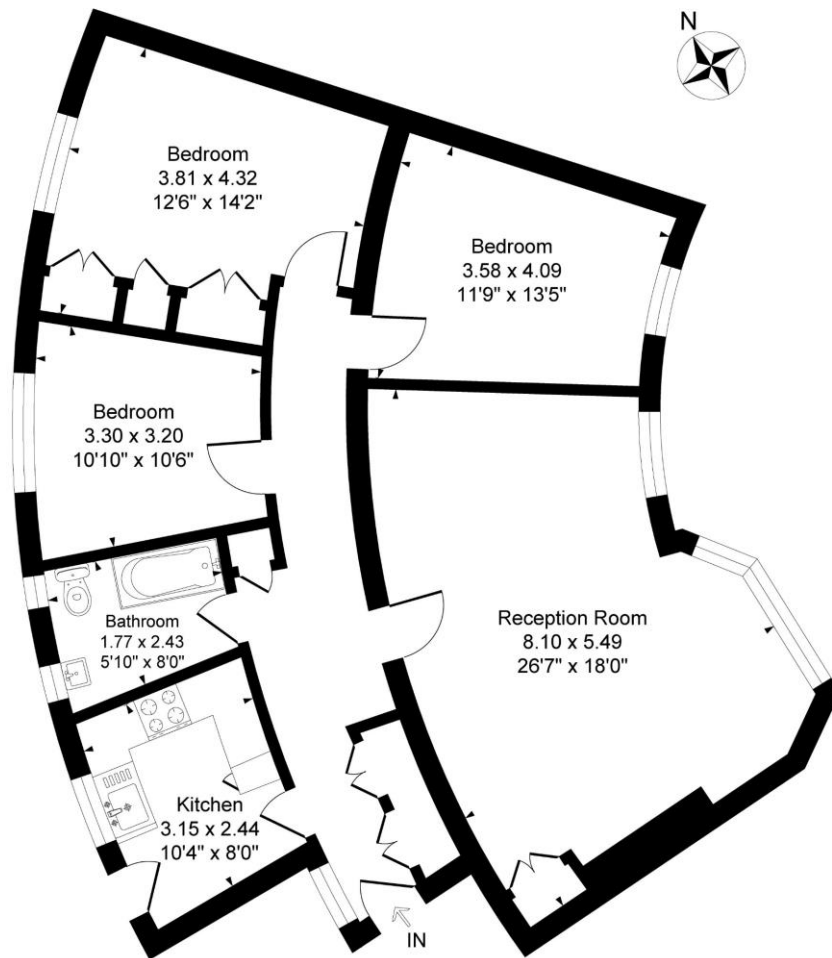 N
Bedroom
3.81 x 4.32
12'6" x 14'2"
Bedroom
3.58 x 4.09
11'9" x 13'5"
Bedroom
3.30 x 3.20
10'10" x 10'6"
Bathroom
1.77 x 2.43
5'10" x 8'0"
Reception Room
8.10 x 5.49
26'7" x 18'0"
Kitchen
3.15 x 2.44
10'4" x 8'0"
IN